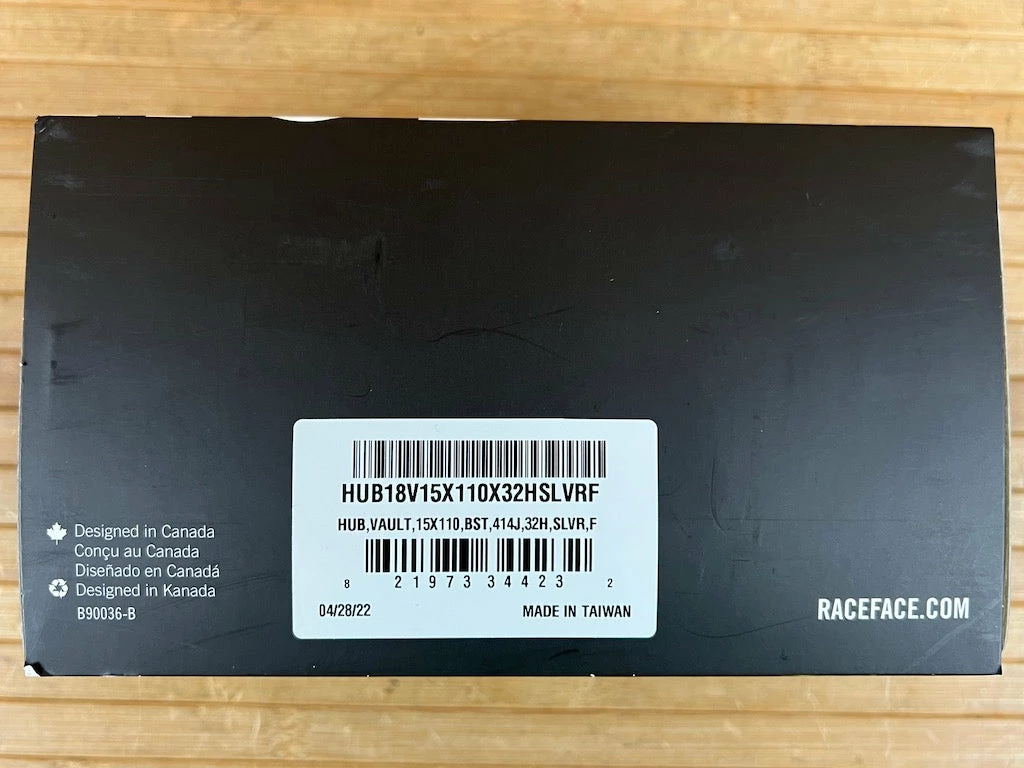 HUB18V15X110X32HSLVRF
HUB,VAULT,15X110,BST,414J,32H,SLVR,F
8 21973 34423 2
04/28/22 MADE IN TAIWAN
Designed in Canada
Conçu au Canada
Diseñado en Canadá
Designed in Kanada
B90036-B
RACEFACE.COM